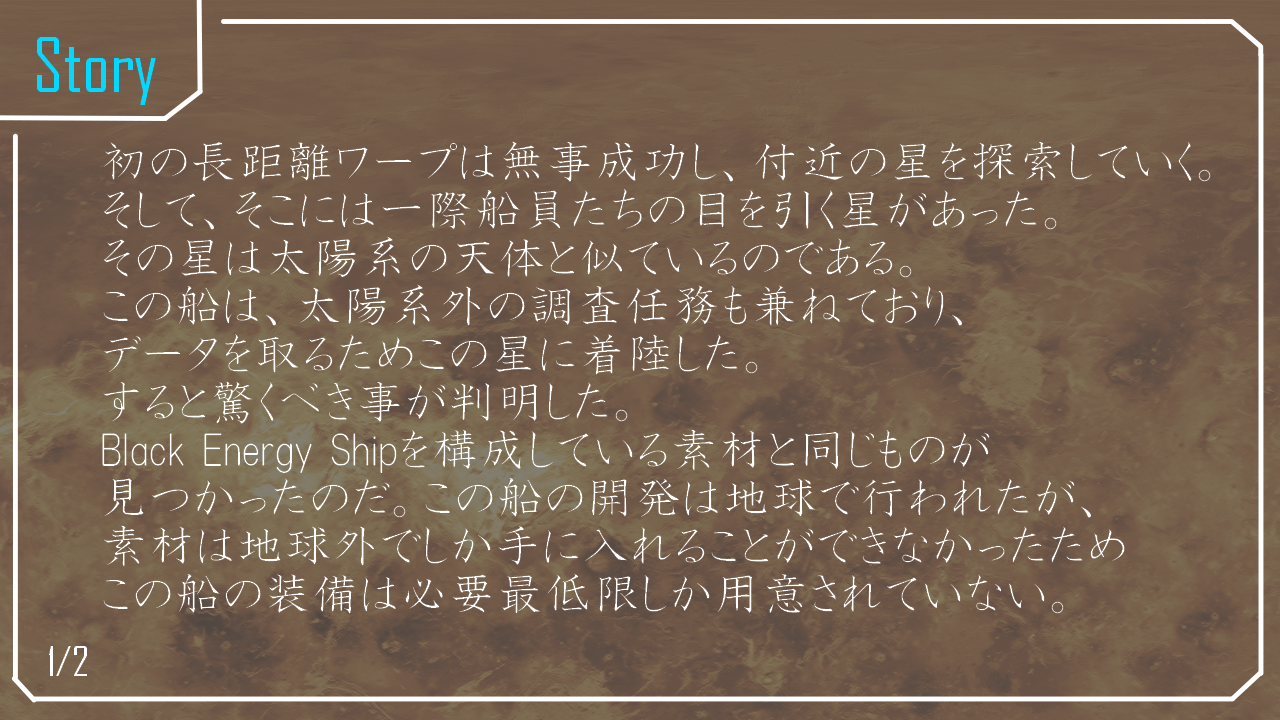 Story
初の長距離ワープは無事成功し、付近の星を探索していく。
そして、そこには一際船員たちの目を引く星があった。
その星は太陽系の天体と似ているのである。
この船は、太陽系外の調査任務も兼ねており、
データを取るためこの星に着陸した。
すると驚くべき事が判明した。
Black Energy Shipを構成している素材と同じものが
見つかったのだ。この船の開発は地球で行われたが、
素材は地球外でしか手に入れることができなかったため
この船の装備は必要最低限しか用意されていない。
1/2